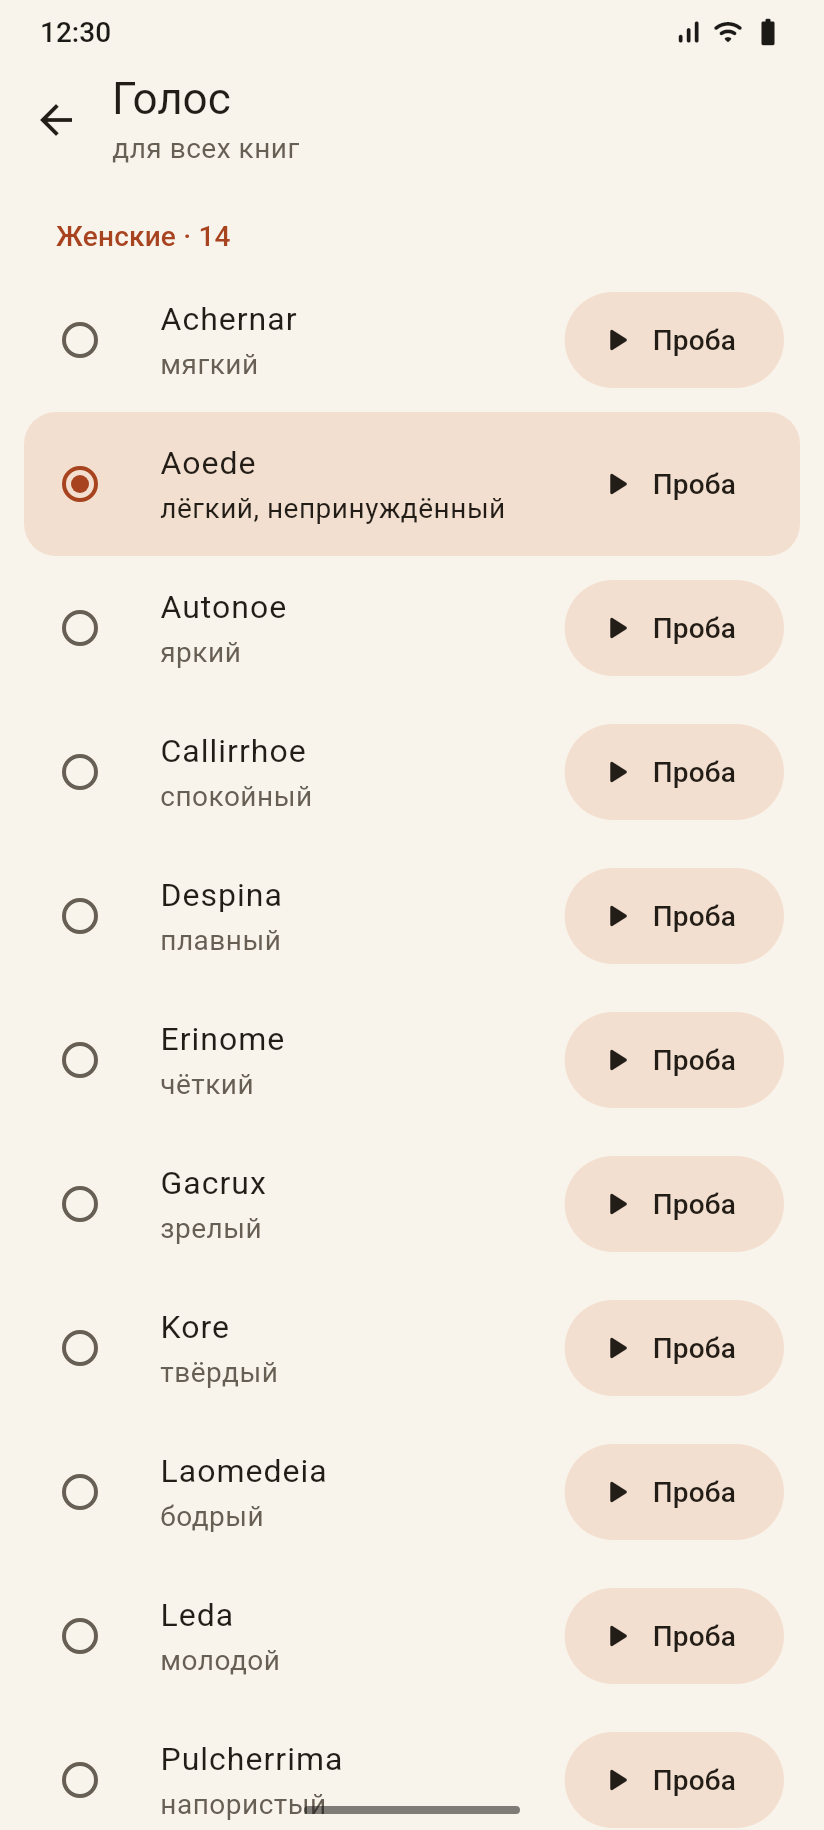 12:30
Голос
для всех книг
Женские · 14
Achernar
мягкий
Проба
Aoede
лёгкий, непринуждённый
Проба
Autonoe
яркий
Проба
Callirrhoe
спокойный
Проба
Despina
плавный
Проба
Erinome
чёткий
Проба
Gacrux
зрелый
Проба
Kore
твёрдый
Проба
Laomedeia
бодрый
Проба
Leda
молодой
Проба
Pulcherrima
напористый
Проба